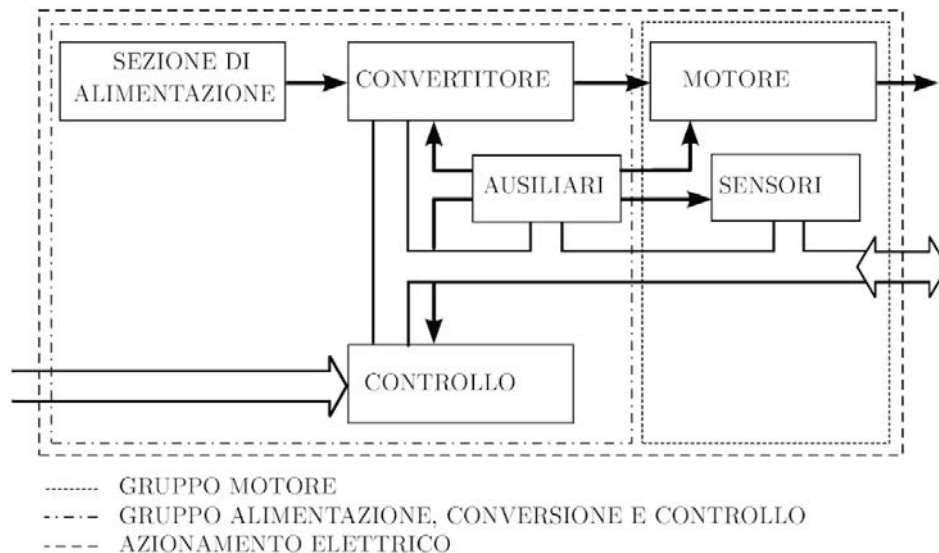 SEZIONE DI
ALIMENTAZIONE
CONVERTITORE
MOTORE
AUSILIARI
SENSORI
CONTROLLO
GRUPPO MOTORE
GRUPPO ALIMENTAZIONE, CONVERSIONE E CONTROLLO
AZIONAMENTO ELETTRICO